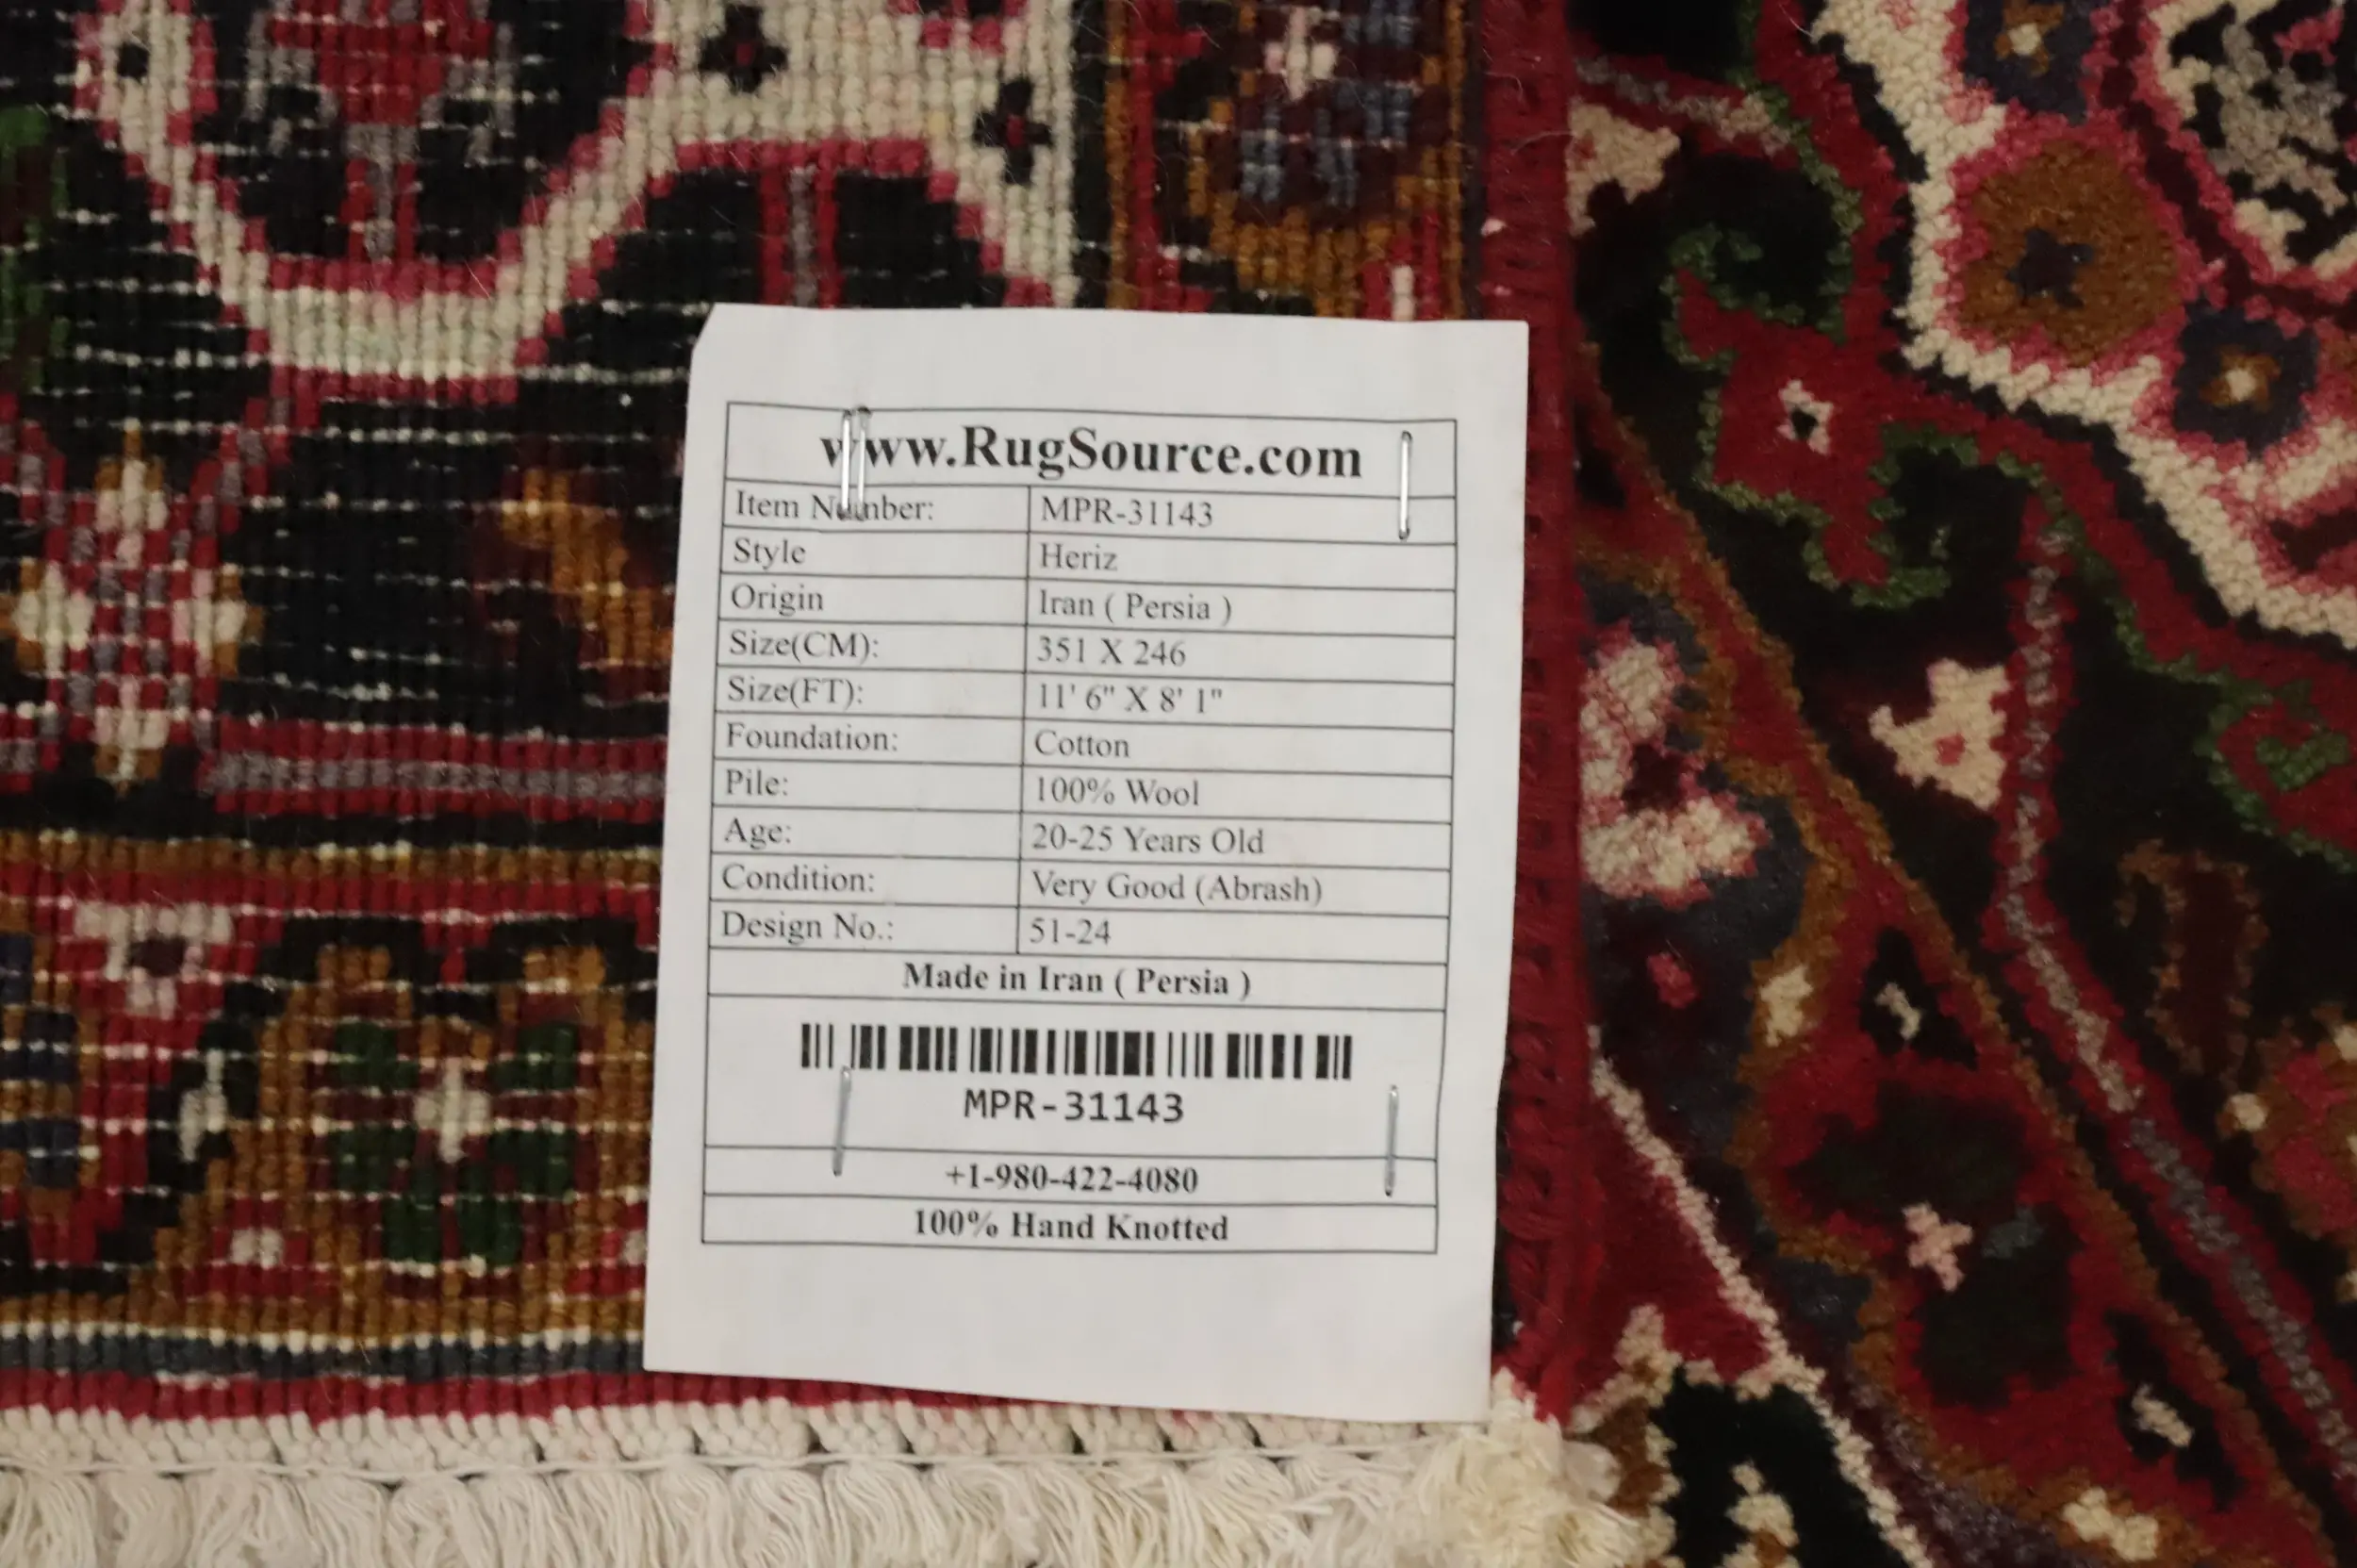 www.RugSource.com
Item Number: MPR-31143
Style Heriz
Origin Iran ( Persia )
Size(CM): 351 X 246
Size(FT): 11' 6" X 8' 1"
Foundation: Cotton
Pile: 100% Wool
Age: 20-25 Years Old
Condition: Very Good (Abrash)
Design No.: 51-24
Made in Iran ( Persia )
MPR-31143
+1-980-422-4080
100% Hand Knotted